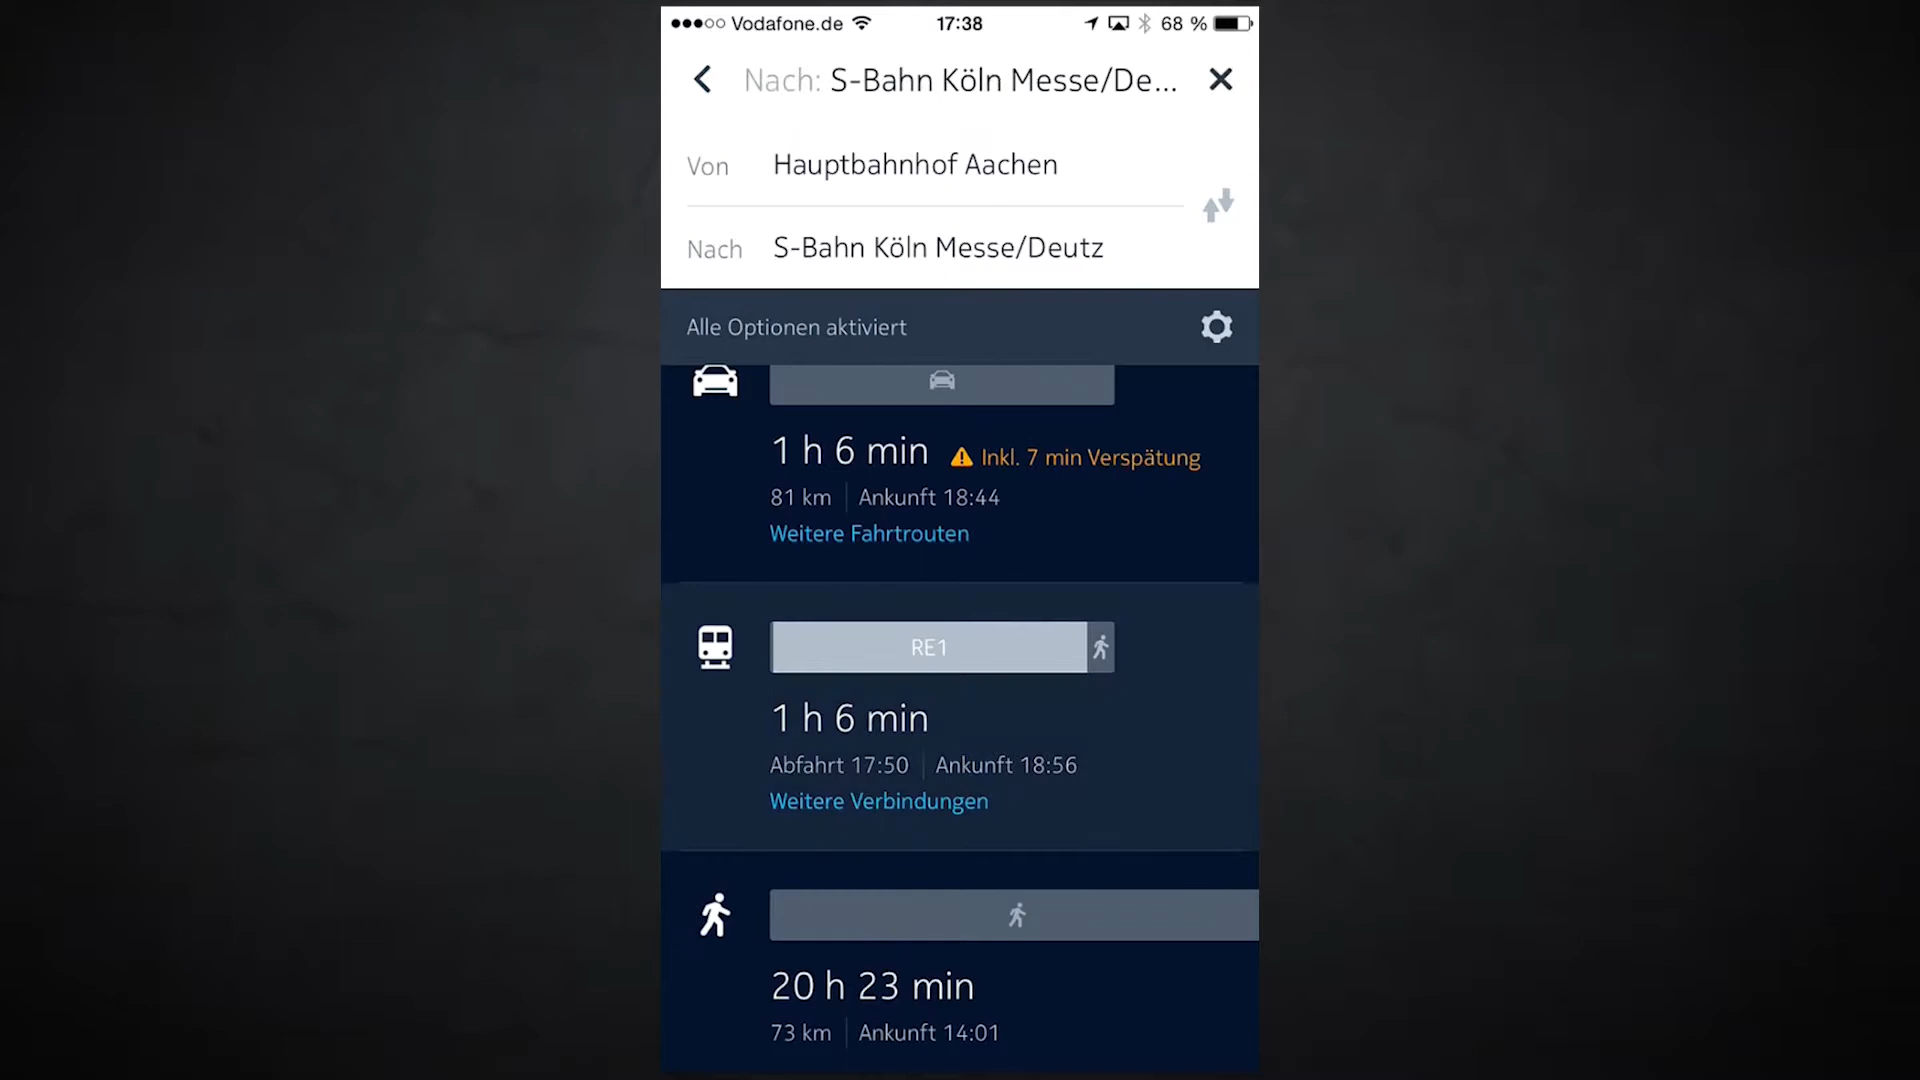 Vodafone.de 17:38 68 %
Nach: S-Bahn Köln Messe/De...
Von Hauptbahnhof Aachen
Nach S-Bahn Köln Messe/Deutz
Alle Optionen aktiviert
1 h 6 min Inkl. 7 min Verspätung
81 km Ankunft 18:44
Weitere Fahrtrouten
RE1
1 h 6 min
Abfahrt 17:50 Ankunft 18:56
Weitere Verbindungen
20 h 23 min
73 km Ankunft 14:01